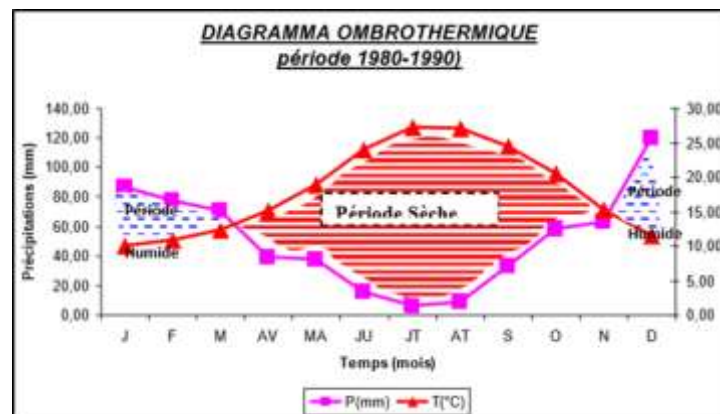 DIAGRAMMA OMBROTHERMIQUE
période 1980-1990)
140,00
120,00
100,00
80,00
60,00
40,00
20,00
0,00
Précipitations (mm)
30,00
25,00
20,00
15,00
10,00
5,00
0,00
Période
Humide
Période Sèche
Période
Humide
J F M AV MA JU JT AT S O N D
Temps (mois)
P(mm) T(°C)